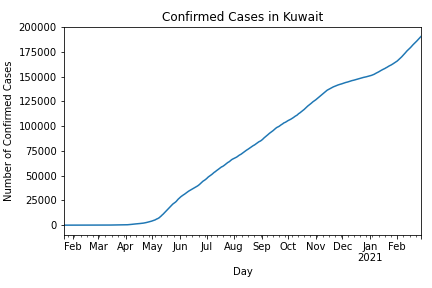 Confirmed Cases in Kuwait
200000
175000
150000
125000
100000
75000
50000
25000
0
Number of Confirmed Cases
Feb Mar Apr May Jun Jul Aug Sep Oct Nov Dec Jan Feb
2021
Day